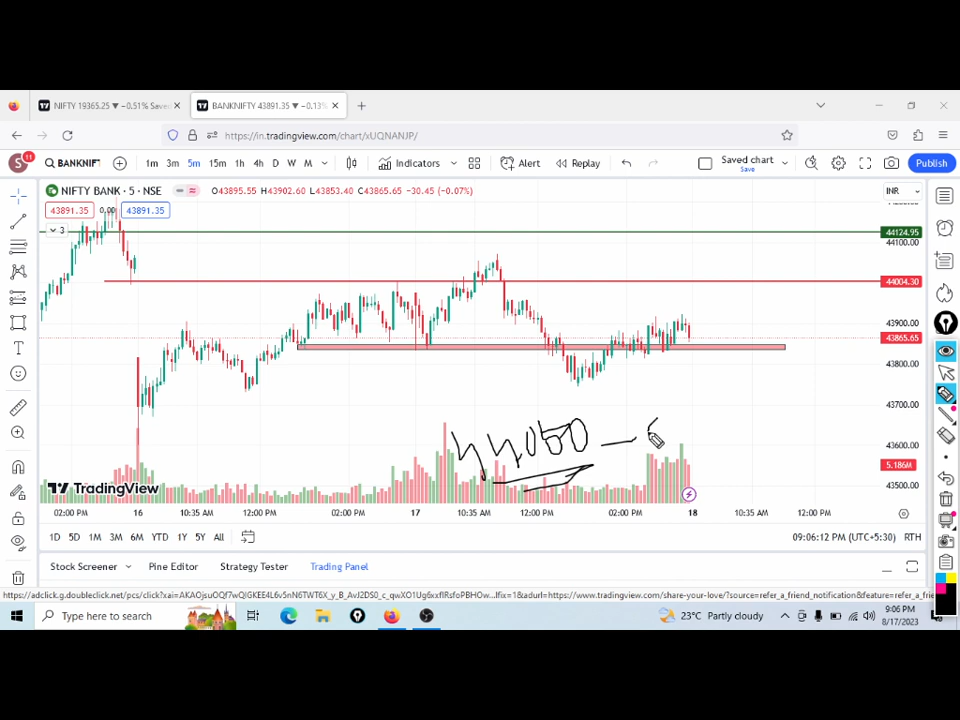 NIFTY 19365.25 ▼ −0.51% Save
BANKNIFTY 43891.35 ▼ −0.13%
https://in.tradingview.com/chart/xUQNANJP/
S 11 BANKNIFT 1m 3m 5m 15m 1h 4h D W M Indicators Alert Replay Saved chart Save Publish
NIFTY BANK · 5 · NSE O43895.55 H43902.60 L43853.40 C43865.65 −30.45 (−0.07%) INR
43891.35 0.00 43891.35
3
44124.95
44100.00
44004.30
43900.00
43865.65
43800.00
43700.00
43600.00
5.186M
43500.00
44,050 —
TradingView
02:00 PM 16 10:35 AM 12:00 PM 02:00 PM 17 10:35 AM 12:00 PM 02:00 PM 18 10:35 AM 12:00 PM
1D 5D 1M 3M 6M YTD 1Y 5Y All 09:06:12 PM (UTC+5:30) RTH
Stock Screener Pine Editor Strategy Tester Trading Panel
Type here to search 23°C Partly cloudy 9:06 PM
8/17/2023